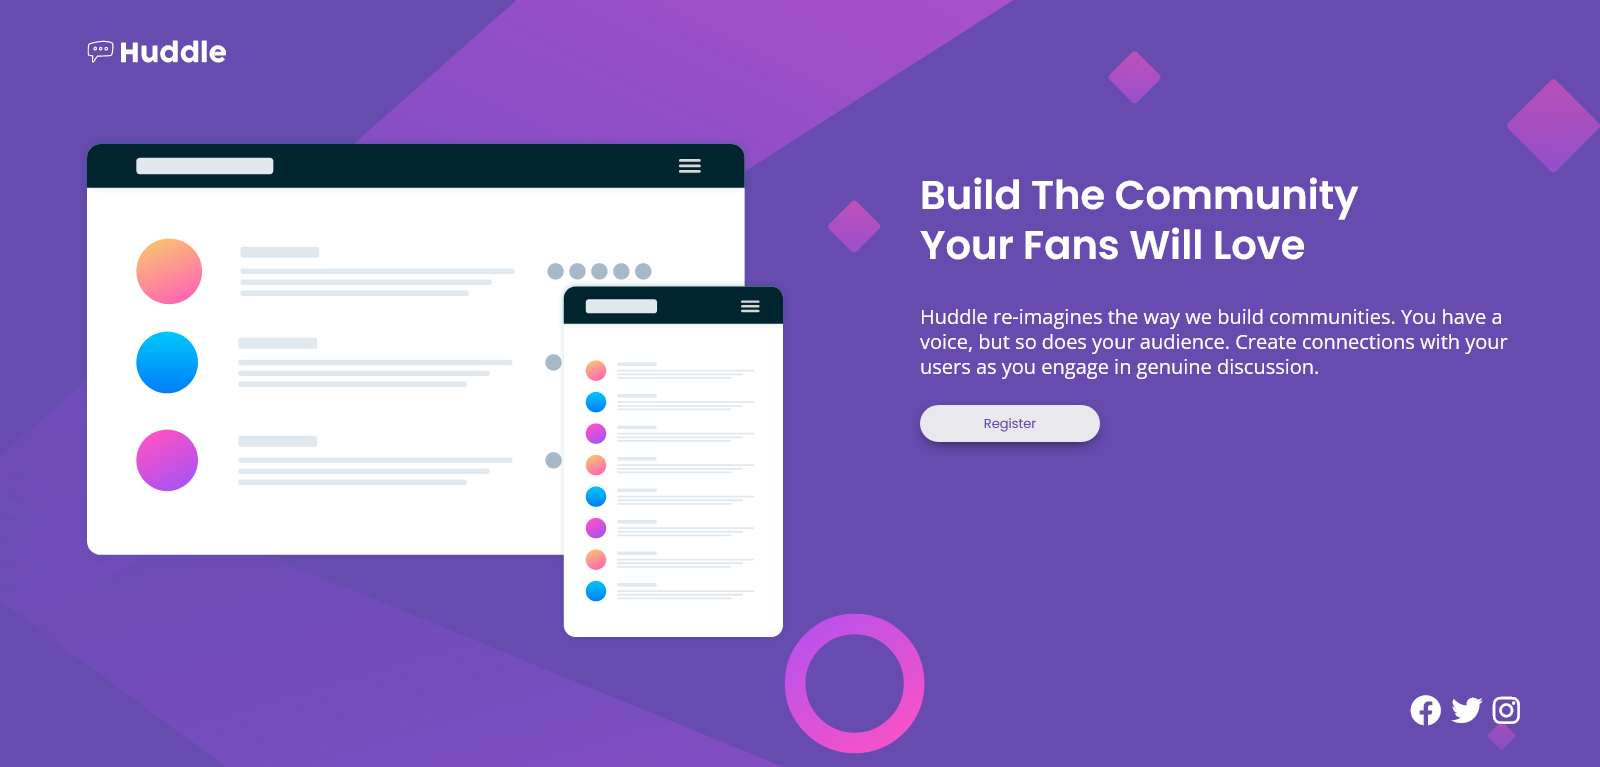 Huddle
Build The Community
Your Fans Will Love
Huddle re-imagines the way we build communities. You have a
voice, but so does your audience. Create connections with your
users as you engage in genuine discussion.
Register